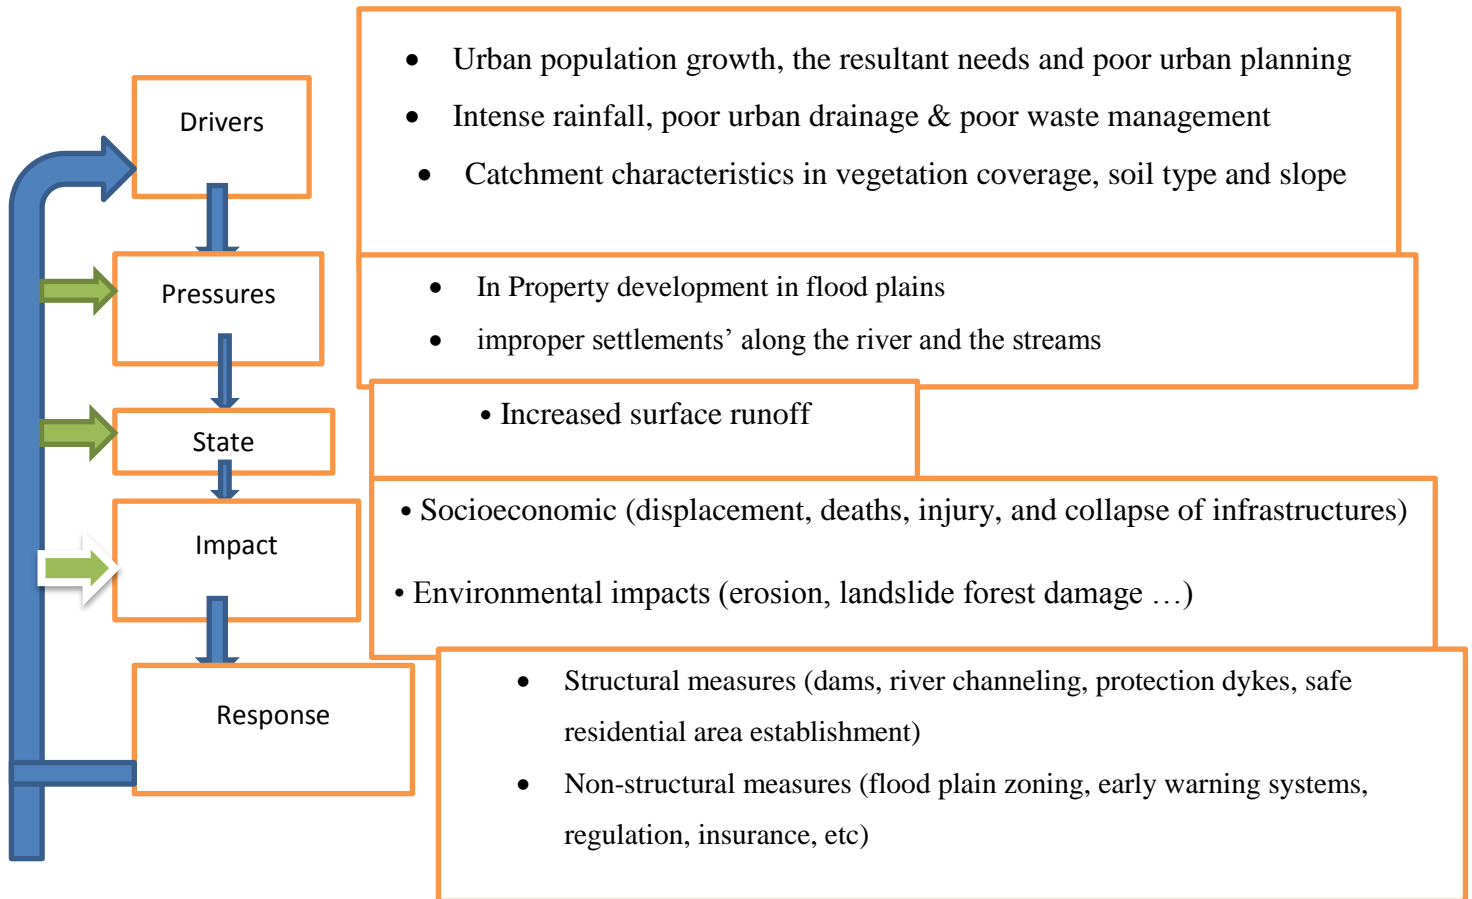 Drivers
• Urban population growth, the resultant needs and poor urban planning
• Intense rainfall, poor urban drainage & poor waste management
• Catchment characteristics in vegetation coverage, soil type and slope
Pressures
• In Property development in flood plains
• improper settlements’ along the river and the streams
State
• Increased surface runoff
Impact
• Socioeconomic (displacement, deaths, injury, and collapse of infrastructures)
• Environmental impacts (erosion, landslide forest damage …)
Response
• Structural measures (dams, river channeling, protection dykes, safe
residential area establishment)
• Non-structural measures (flood plain zoning, early warning systems,
regulation, insurance, etc)